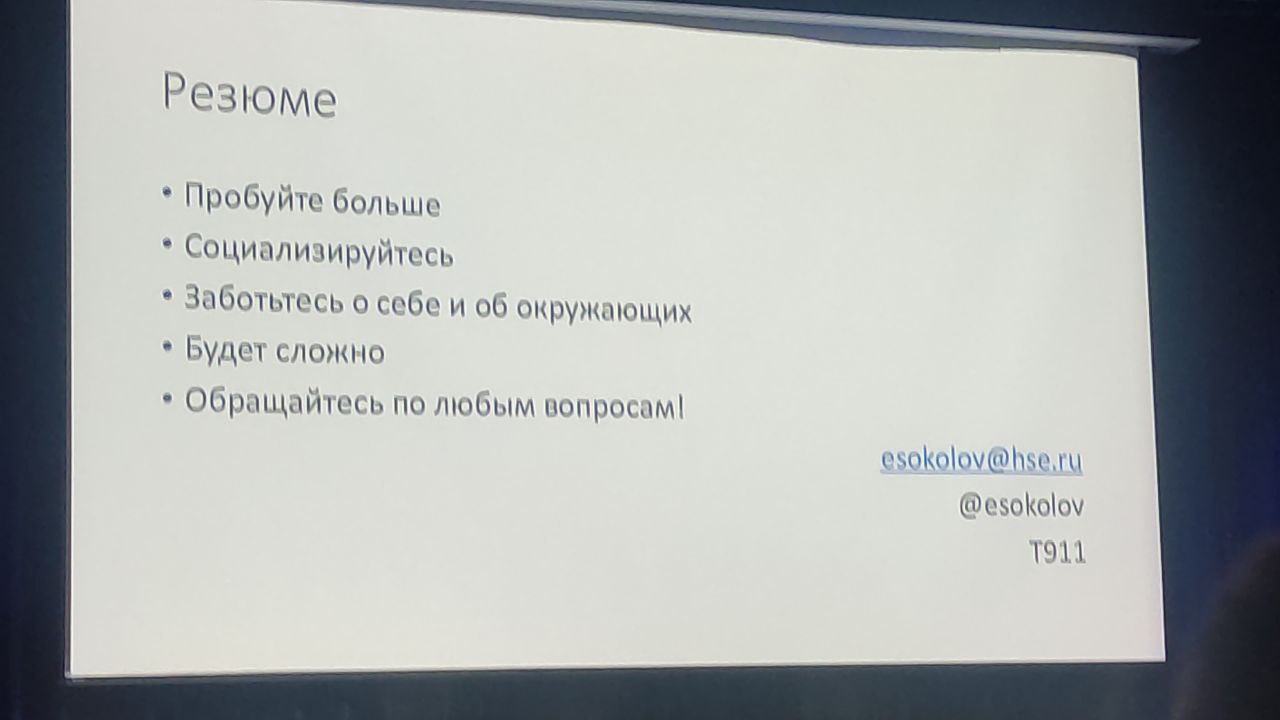 Резюме
• Пробуйте больше
• Социализируйтесь
• Заботьтесь о себе и об окружающих
• Будет сложно
• Обращайтесь по любым вопросам!
esokolov@hse.ru
@esokolov
T911